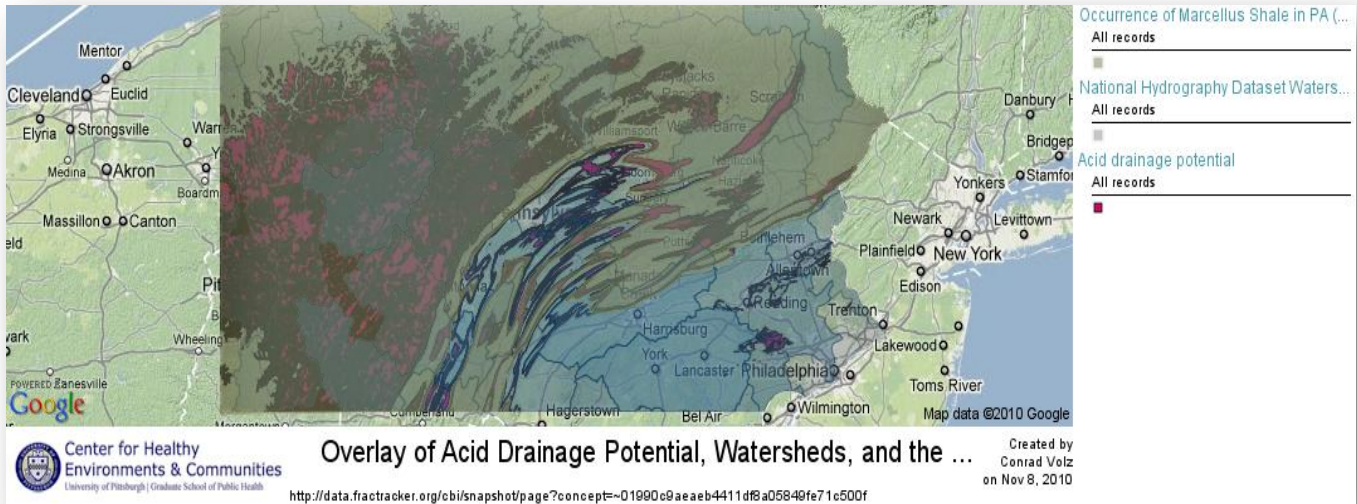 Mentor
Cleveland
Euclid
Elyria
Strongsville
Medina
Akron
Massillon
Canton
Wheeling
POWERED BY
Zanesville
Google
Williamsport
Scranton
Bethlehem
Allentown
Reading
Harrisburg
York
Lancaster
Philadelphia
Trenton
Cumberland
Hagerstown
Bel Air
Wilmington
Danbury
Bridgep
Stamfor
Yonkers
Newark
Levittown
Plainfield
New York
Edison
Lakewood
Toms River
Map data ©2010 Google
Occurrence of Marcellus Shale in PA (...
All records
National Hydrography Dataset Waters...
All records
Acid drainage potential
All records
Center for Healthy
Environments & Communities
University of Pittsburgh | Graduate School of Public Health
Overlay of Acid Drainage Potential, Watersheds, and the ...
http://data.fractracker.org/cbi/snapshot/page?concept=~01990c9aeaeb4411df8a05849fe71c500f
Created by
Conrad Volz
on Nov 8, 2010